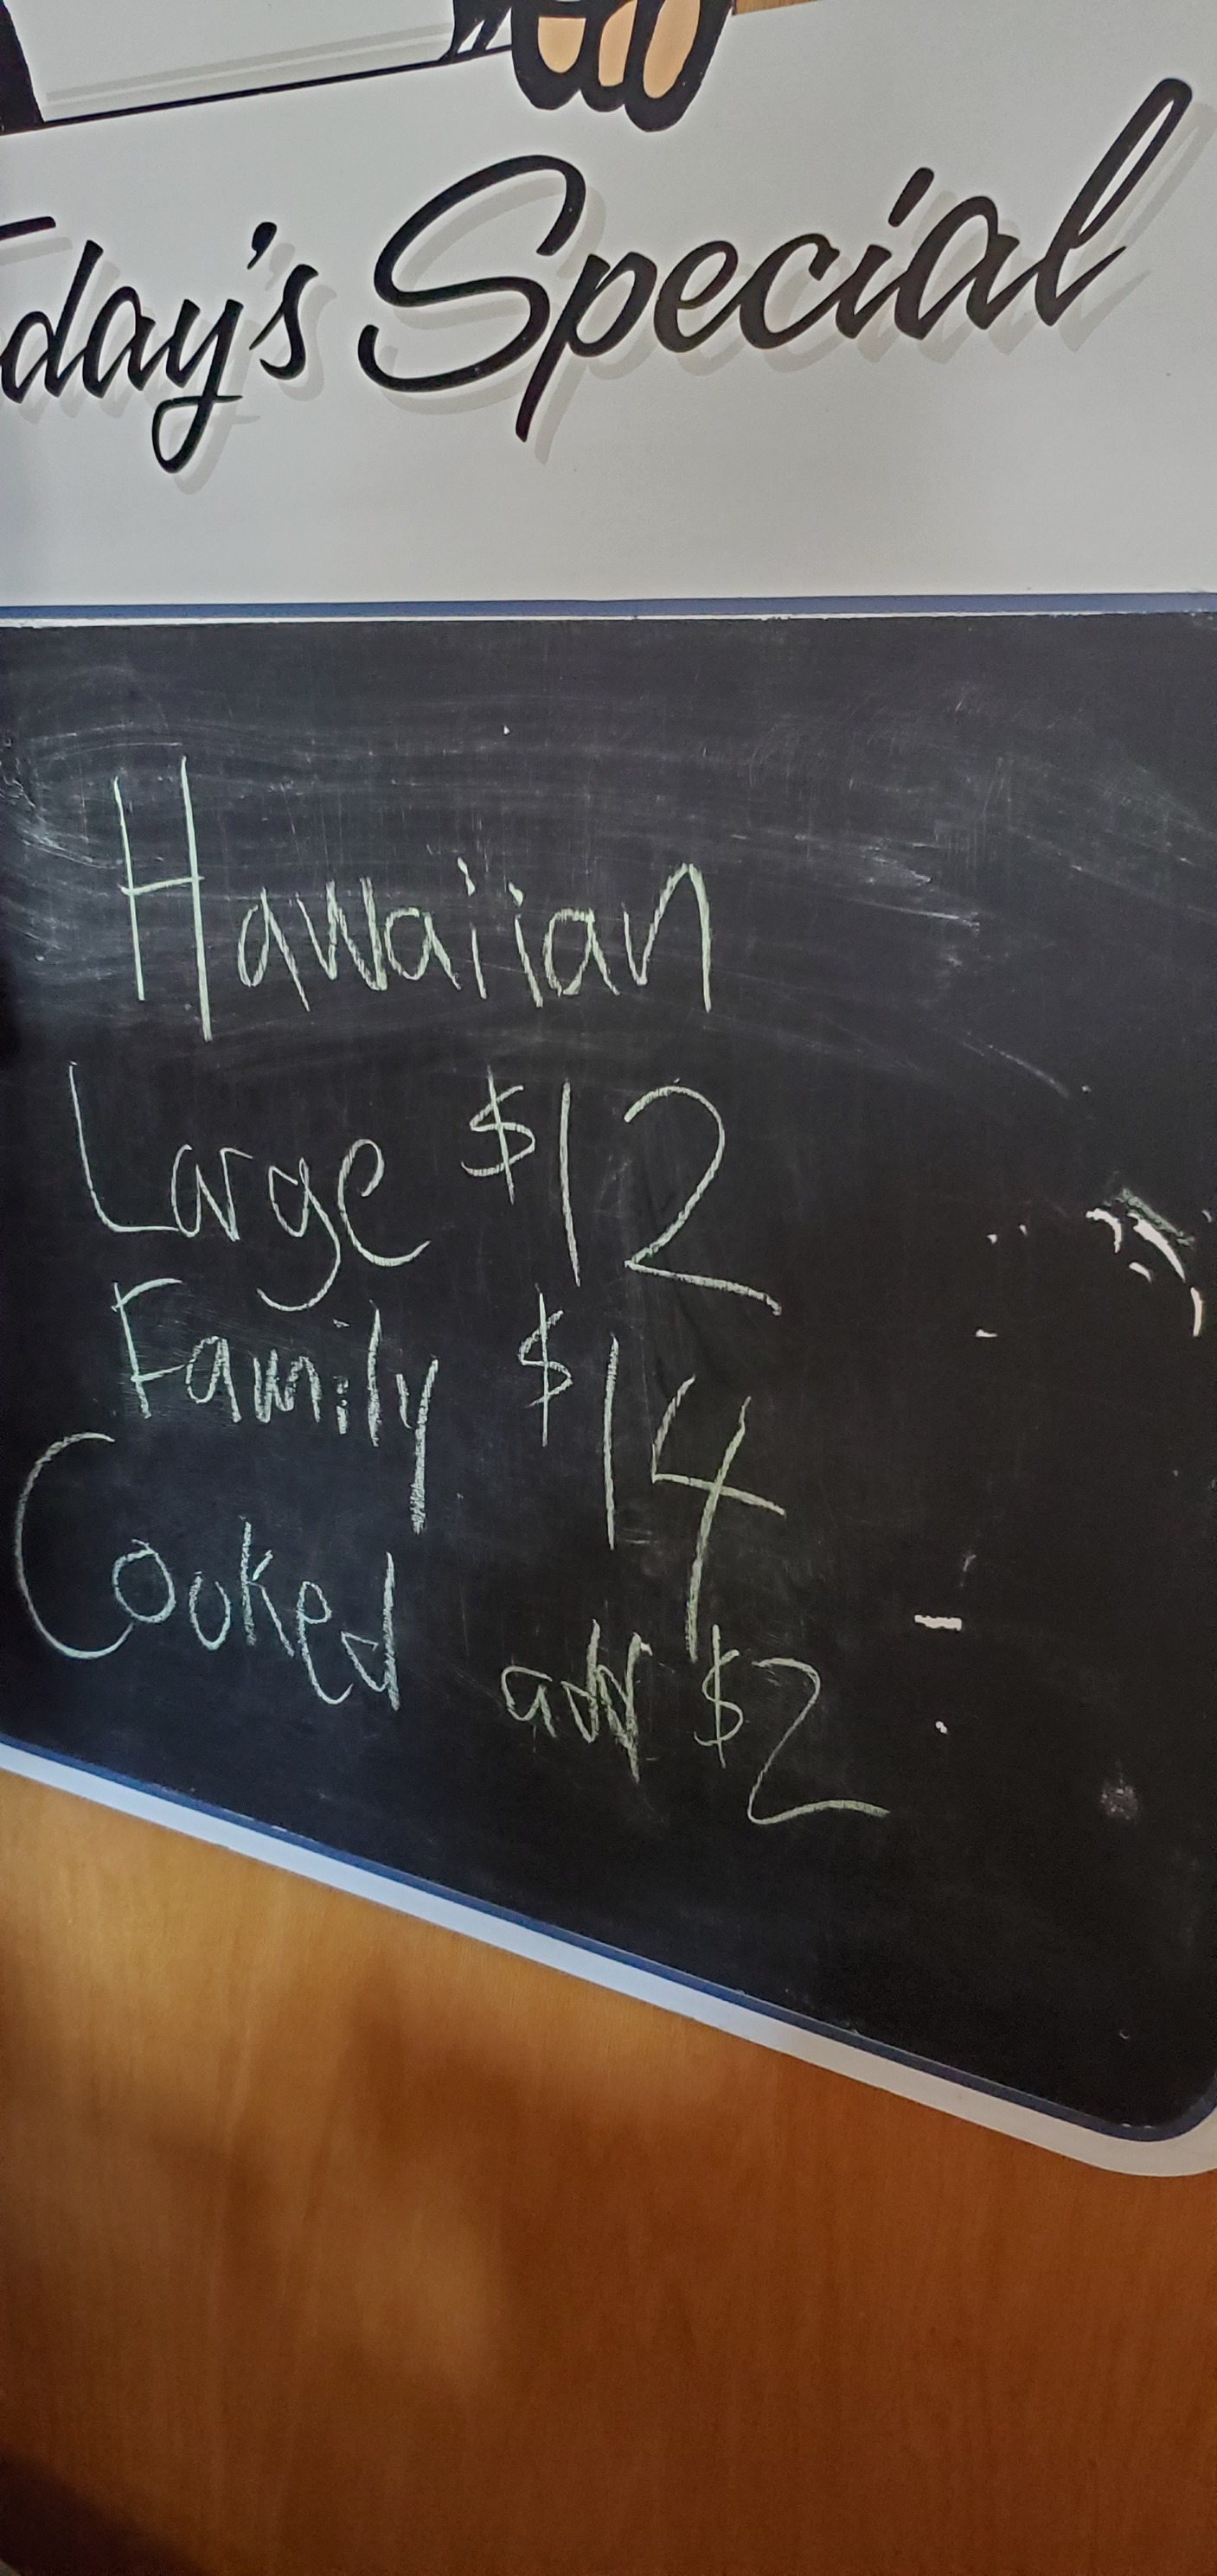 day's Special
Hawaiian
Large $12
Family $14
Cooked add $2